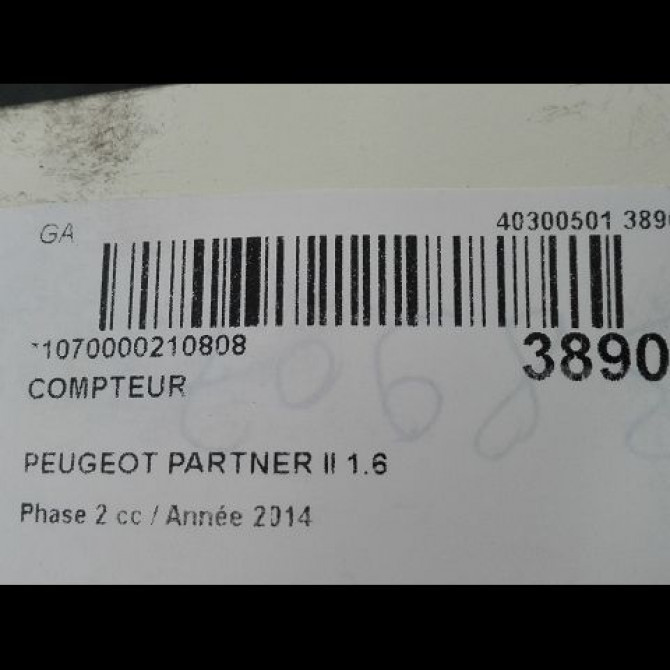 GA
40300501 3890
*1070000210808
3890
COMPTEUR
PEUGEOT PARTNER II 1.6
Phase 2 cc / Année 2014